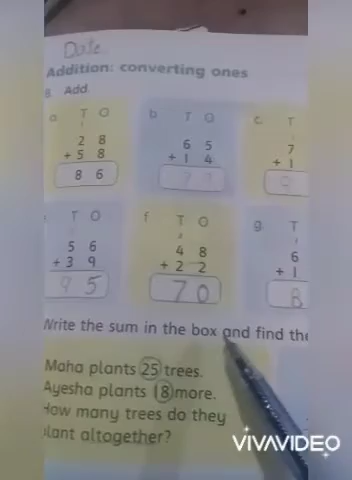 Date
Addition: converting ones
8 Add.
a T O
2 8
+ 5 8
8 6
b T O
6 5
+ 1 4
c T
7
+ 1
9
T O
5 6
+ 3 9
9 5
f T O
4 8
+ 2 2
7 0
g T
6
+ 1
8
Write the sum in the box and find the
Maha plants 25 trees.
Ayesha plants 18 more.
How many trees do they
plant altogether?
VIVAVIDEO